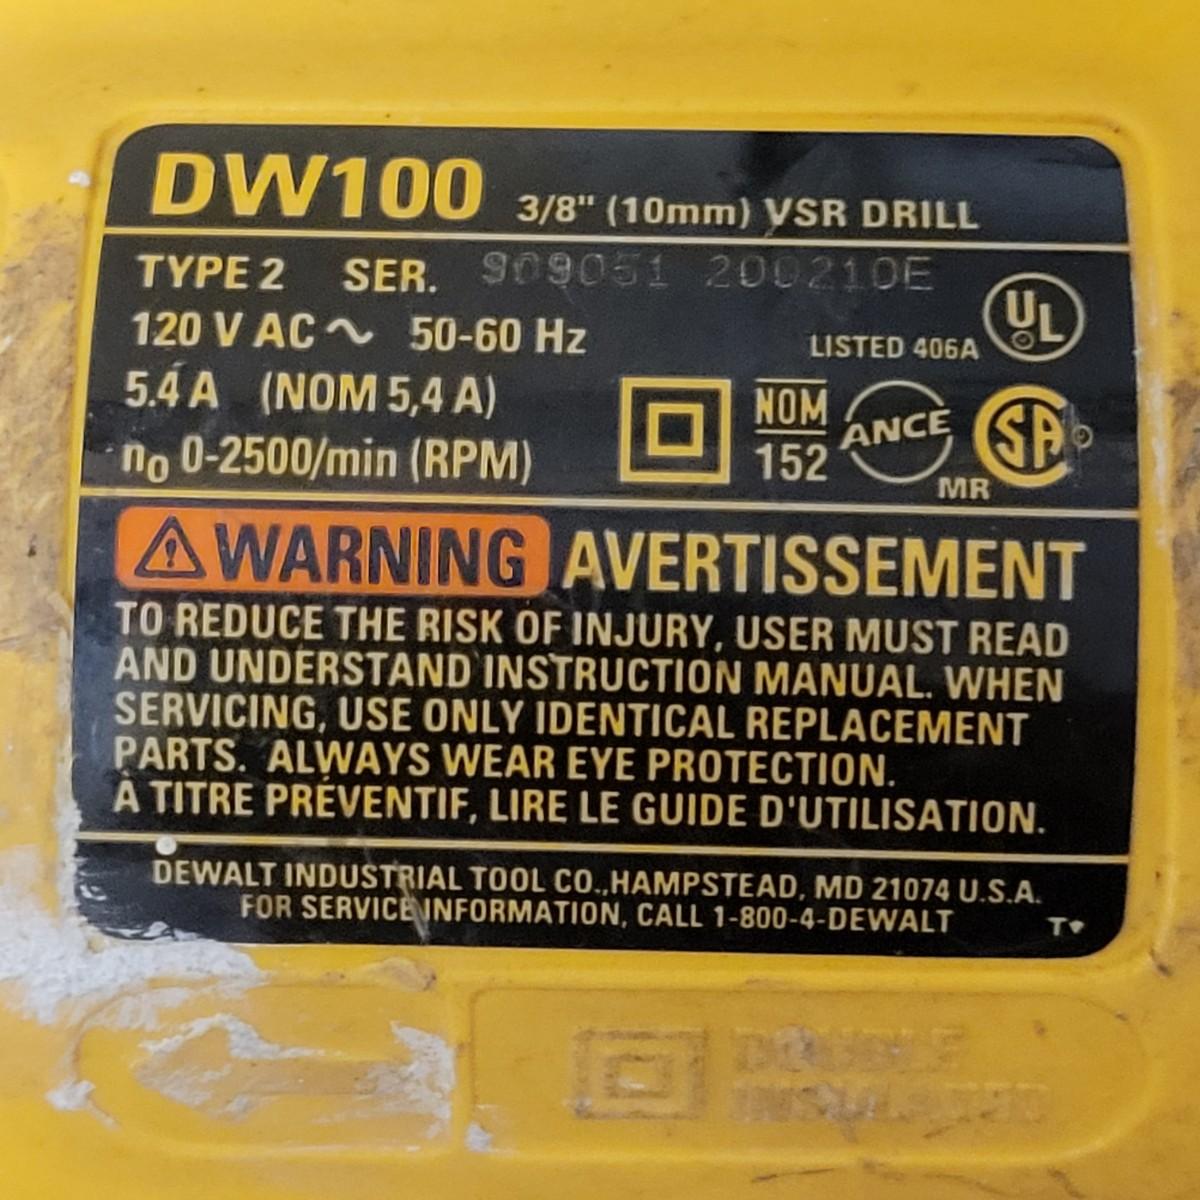 DW100 3/8" (10mm) VSR DRILL
TYPE 2 SER. 909051 200210E
120 V AC ~ 50-60 Hz
LISTED 406A UL
5.4 A (NOM 5,4 A)
NOM 152 ANCE SA
n₀ 0-2500/min (RPM)
MR
⚠ WARNING AVERTISSEMENT
TO REDUCE THE RISK OF INJURY, USER MUST READ
AND UNDERSTAND INSTRUCTION MANUAL. WHEN
SERVICING, USE ONLY IDENTICAL REPLACEMENT
PARTS. ALWAYS WEAR EYE PROTECTION.
À TITRE PRÉVENTIF, LIRE LE GUIDE D'UTILISATION.
DEWALT INDUSTRIAL TOOL CO.,HAMPSTEAD, MD 21074 U.S.A.
FOR SERVICE INFORMATION, CALL 1-800-4-DEWALT
T
DOUBLE
INSULATED